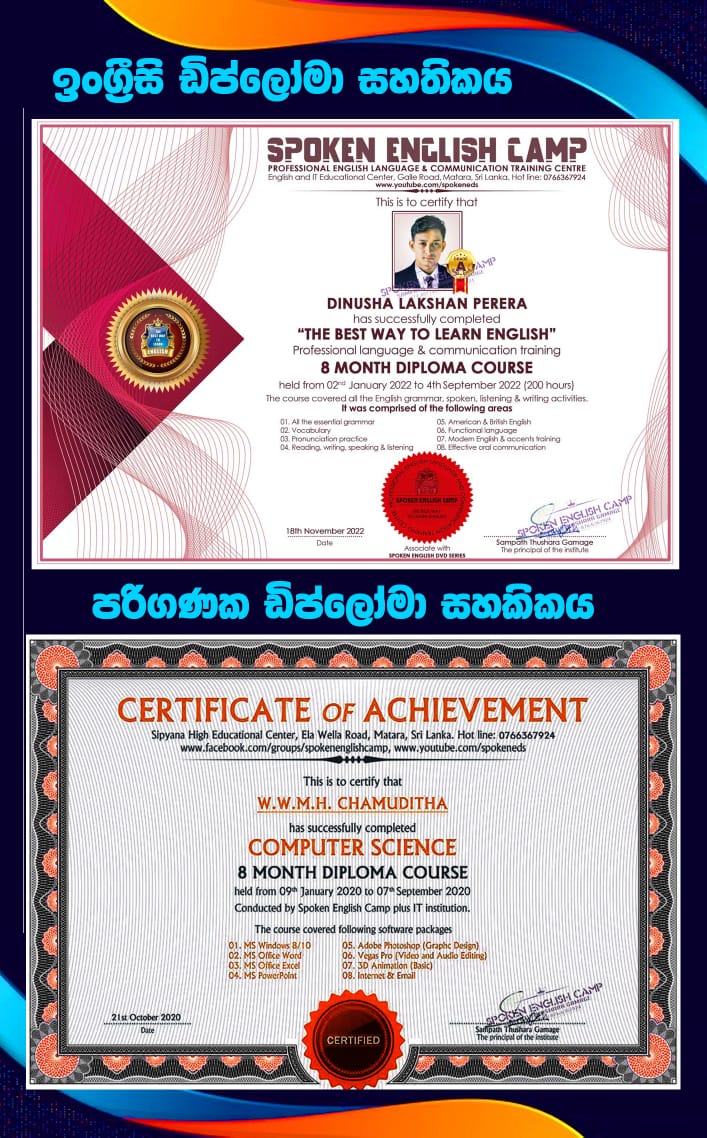 ඉංග්‍රීසි ඩිප්ලෝමා සහතිකය
SPOKEN ENGLISH CAMP
PROFESSIONAL ENGLISH LANGUAGE & COMMUNICATION TRAINING CENTRE
English and IT Educational Center, Galle Road, Matara, Sri Lanka. Hot line: 0766367924
www.youtube.com/spokeneds
This is to certify that
DINUSHA LAKSHAN PERERA
has successfully completed
“THE BEST WAY TO LEARN ENGLISH”
Professional language & communication training
8 MONTH DIPLOMA COURSE
held from 02nd January 2022 to 4th September 2022 (200 hours)
The course covered all the English grammar, spoken, listening & writing activities.
It was comprised of the following areas
01. All the essential grammar
02. Vocabulary
03. Pronunciation practice
04. Reading, writing, speaking & listening
05. American & British English
06. Functional language
07. Modern English & accents training
08. Effective oral communication
THE BEST WAY TO LEARN
ENGLISH
SPOKEN ENGLISH CAMP
18th November 2022
Date
Associate with
SPOKEN ENGLISH DVD SERIES
SPOKEN ENGLISH CAMP
Sampath Thushara Gamage
The principal of the institute
පරිගණක ඩිප්ලෝමා සහකිකය
CERTIFICATE OF ACHIEVEMENT
Sipyana High Educational Center, Ela Wella Road, Matara, Sri Lanka. Hot line: 0766367924
www.facebook.com/groups/spokenenglishcamp, www.youtube.com/spokeneds
This is to certify that
W.W.M.H. CHAMUDITHA
has successfully completed
COMPUTER SCIENCE
8 MONTH DIPLOMA COURSE
held from 09th January 2020 to 07th September 2020
Conducted by Spoken English Camp plus IT institution.
The course covered following software packages
01. MS Windows 8/10
02. MS Office Word
03. MS Office Excel
04. MS PowerPoint
05. Adobe Photoshop (Graphc Design)
06. Vegas Pro (Video and Audio Editing)
07. 3D Animation (Basic)
08. Internet & Email
21st October 2020
Date
CERTIFIED
SPOKEN ENGLISH CAMP
Sampath Thushara Gamage
The principal of the institute